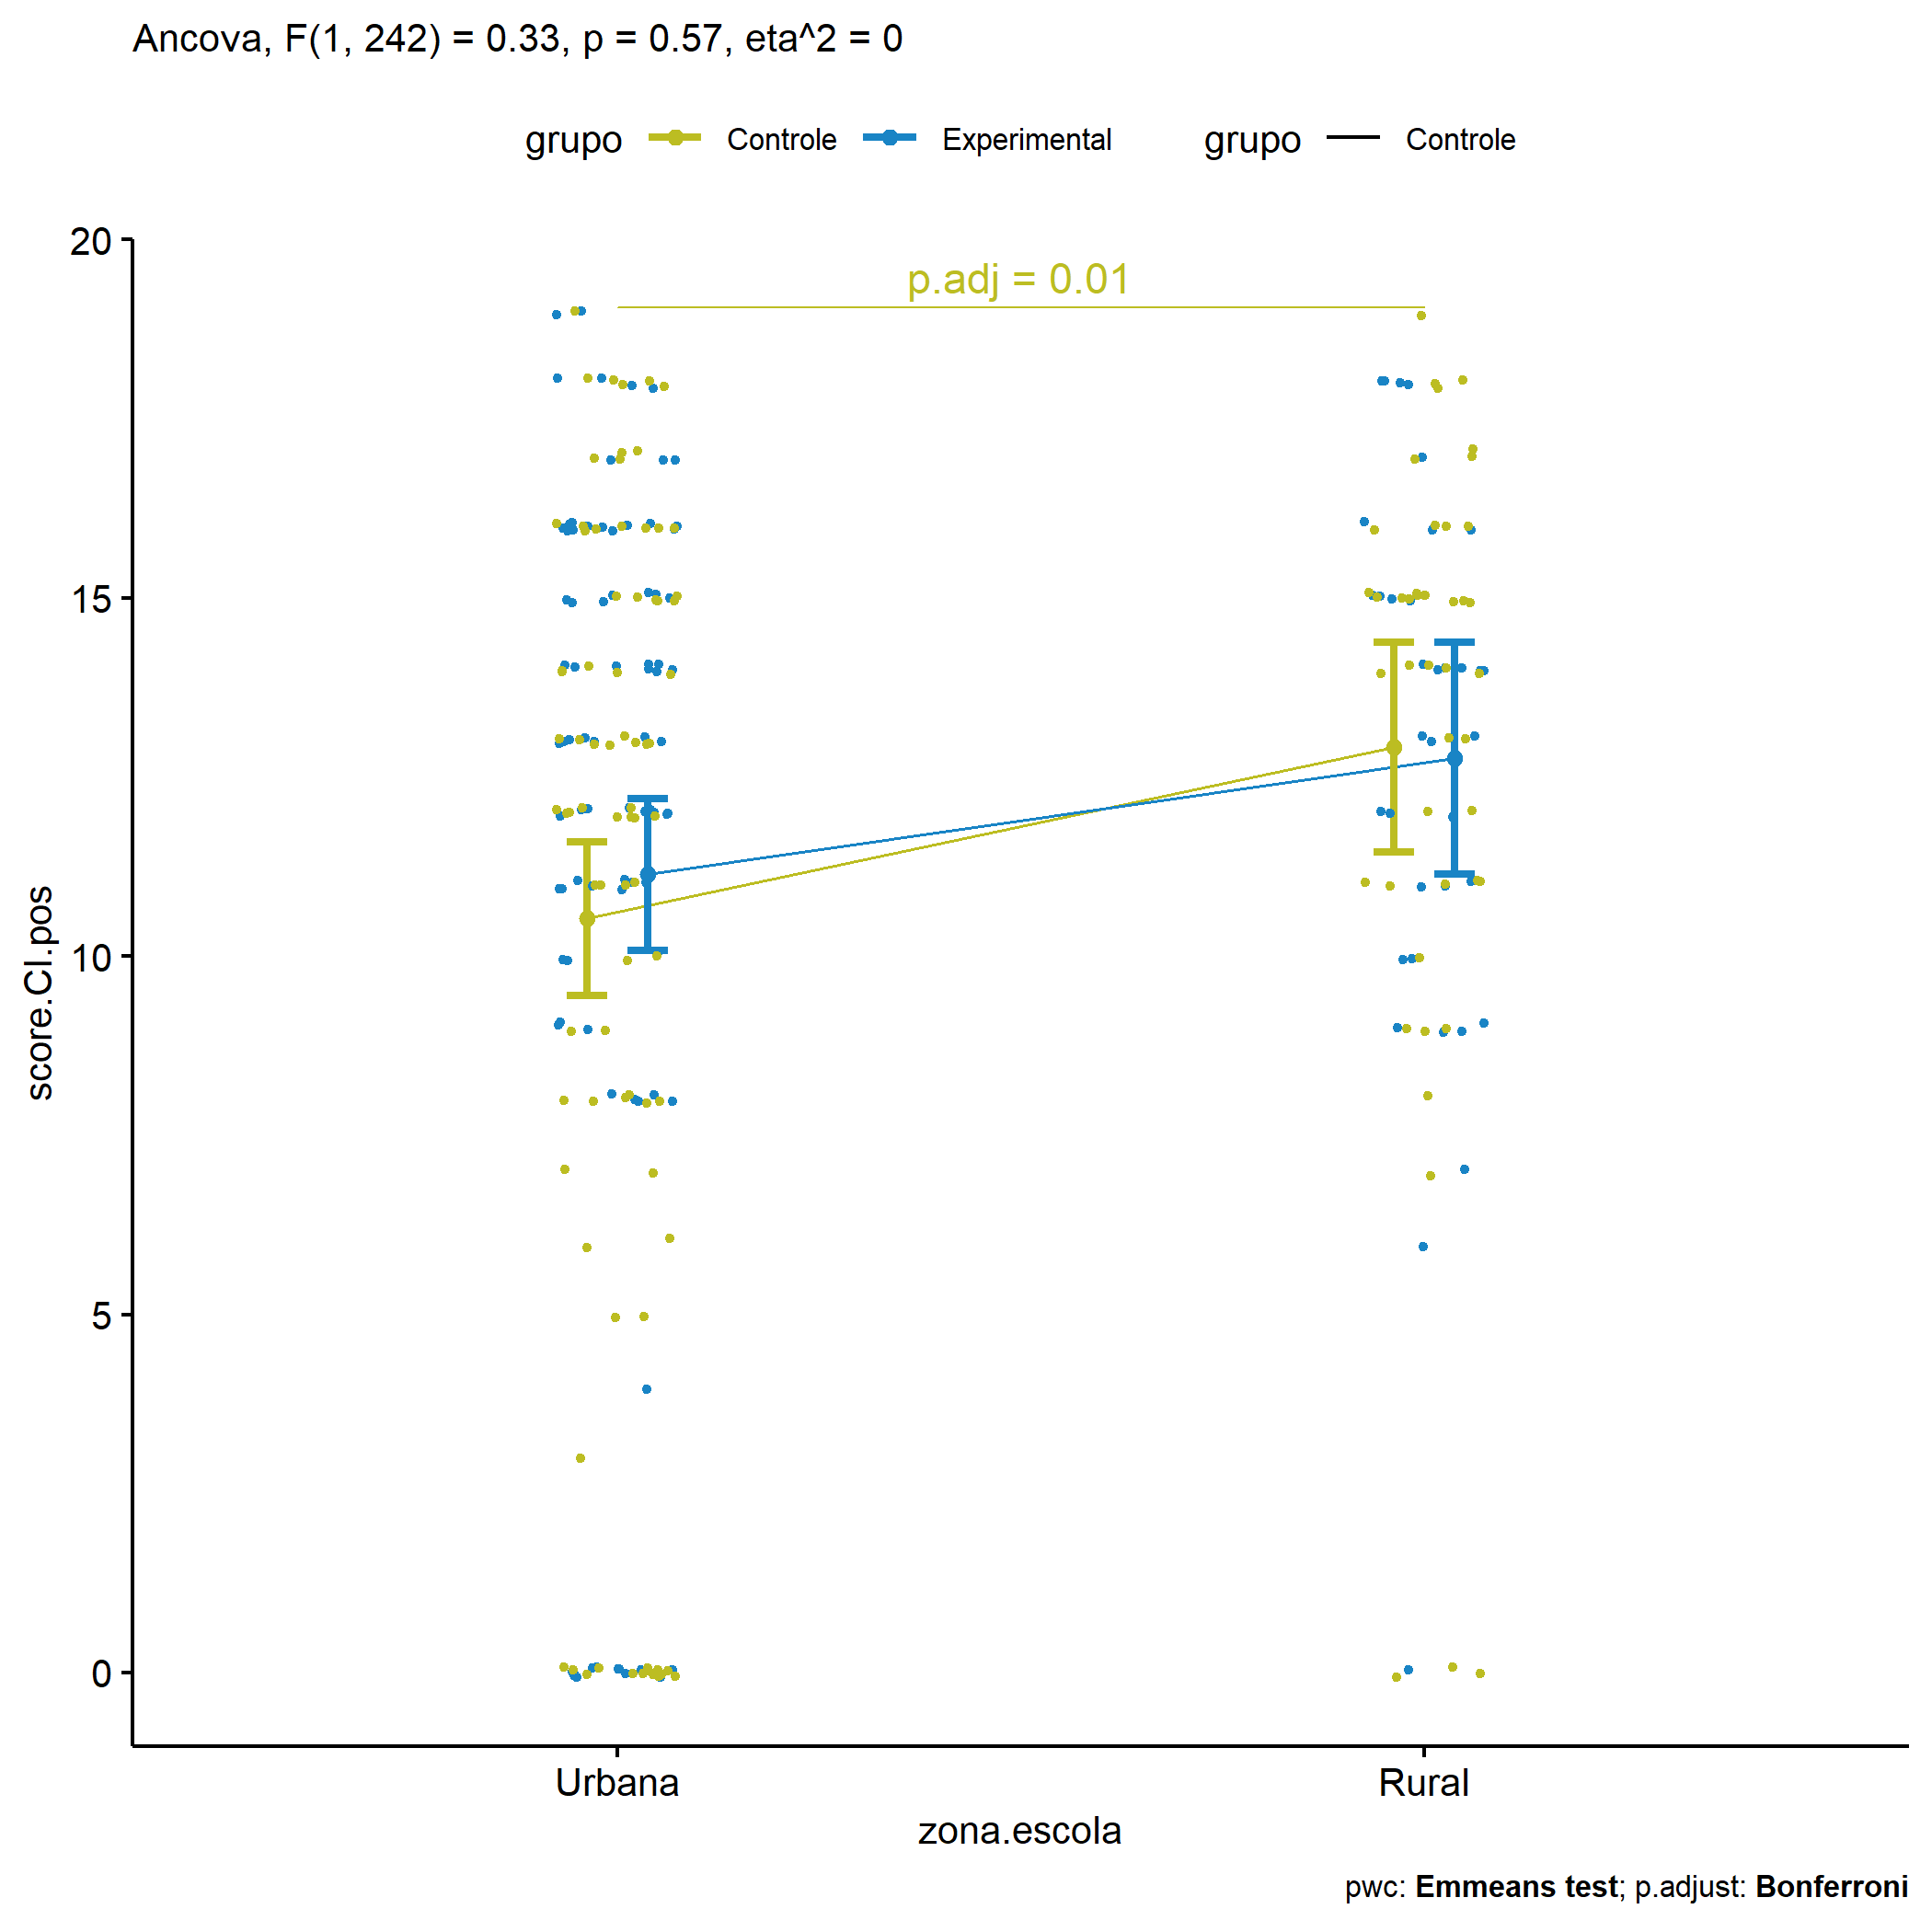 Ancova, F(1, 242) = 0.33, p = 0.57, eta^2 = 0
grupo Controle Experimental grupo Controle
20
p.adj = 0.01
15
10
5
0
score.CI.pos
Urbana Rural
zona.escola
pwc: Emmeans test; p.adjust: Bonferroni